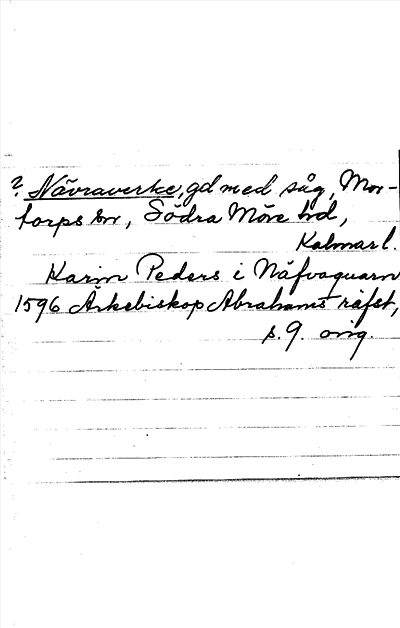 ? Nävraverke, gd med såg, Mor-
torps sn, Södra Möre hd,
Kalmar l.
Karin Peders i Näfvaquarn
1596 Ärkebiskop Abrahams räfst,
s. 9. orig.